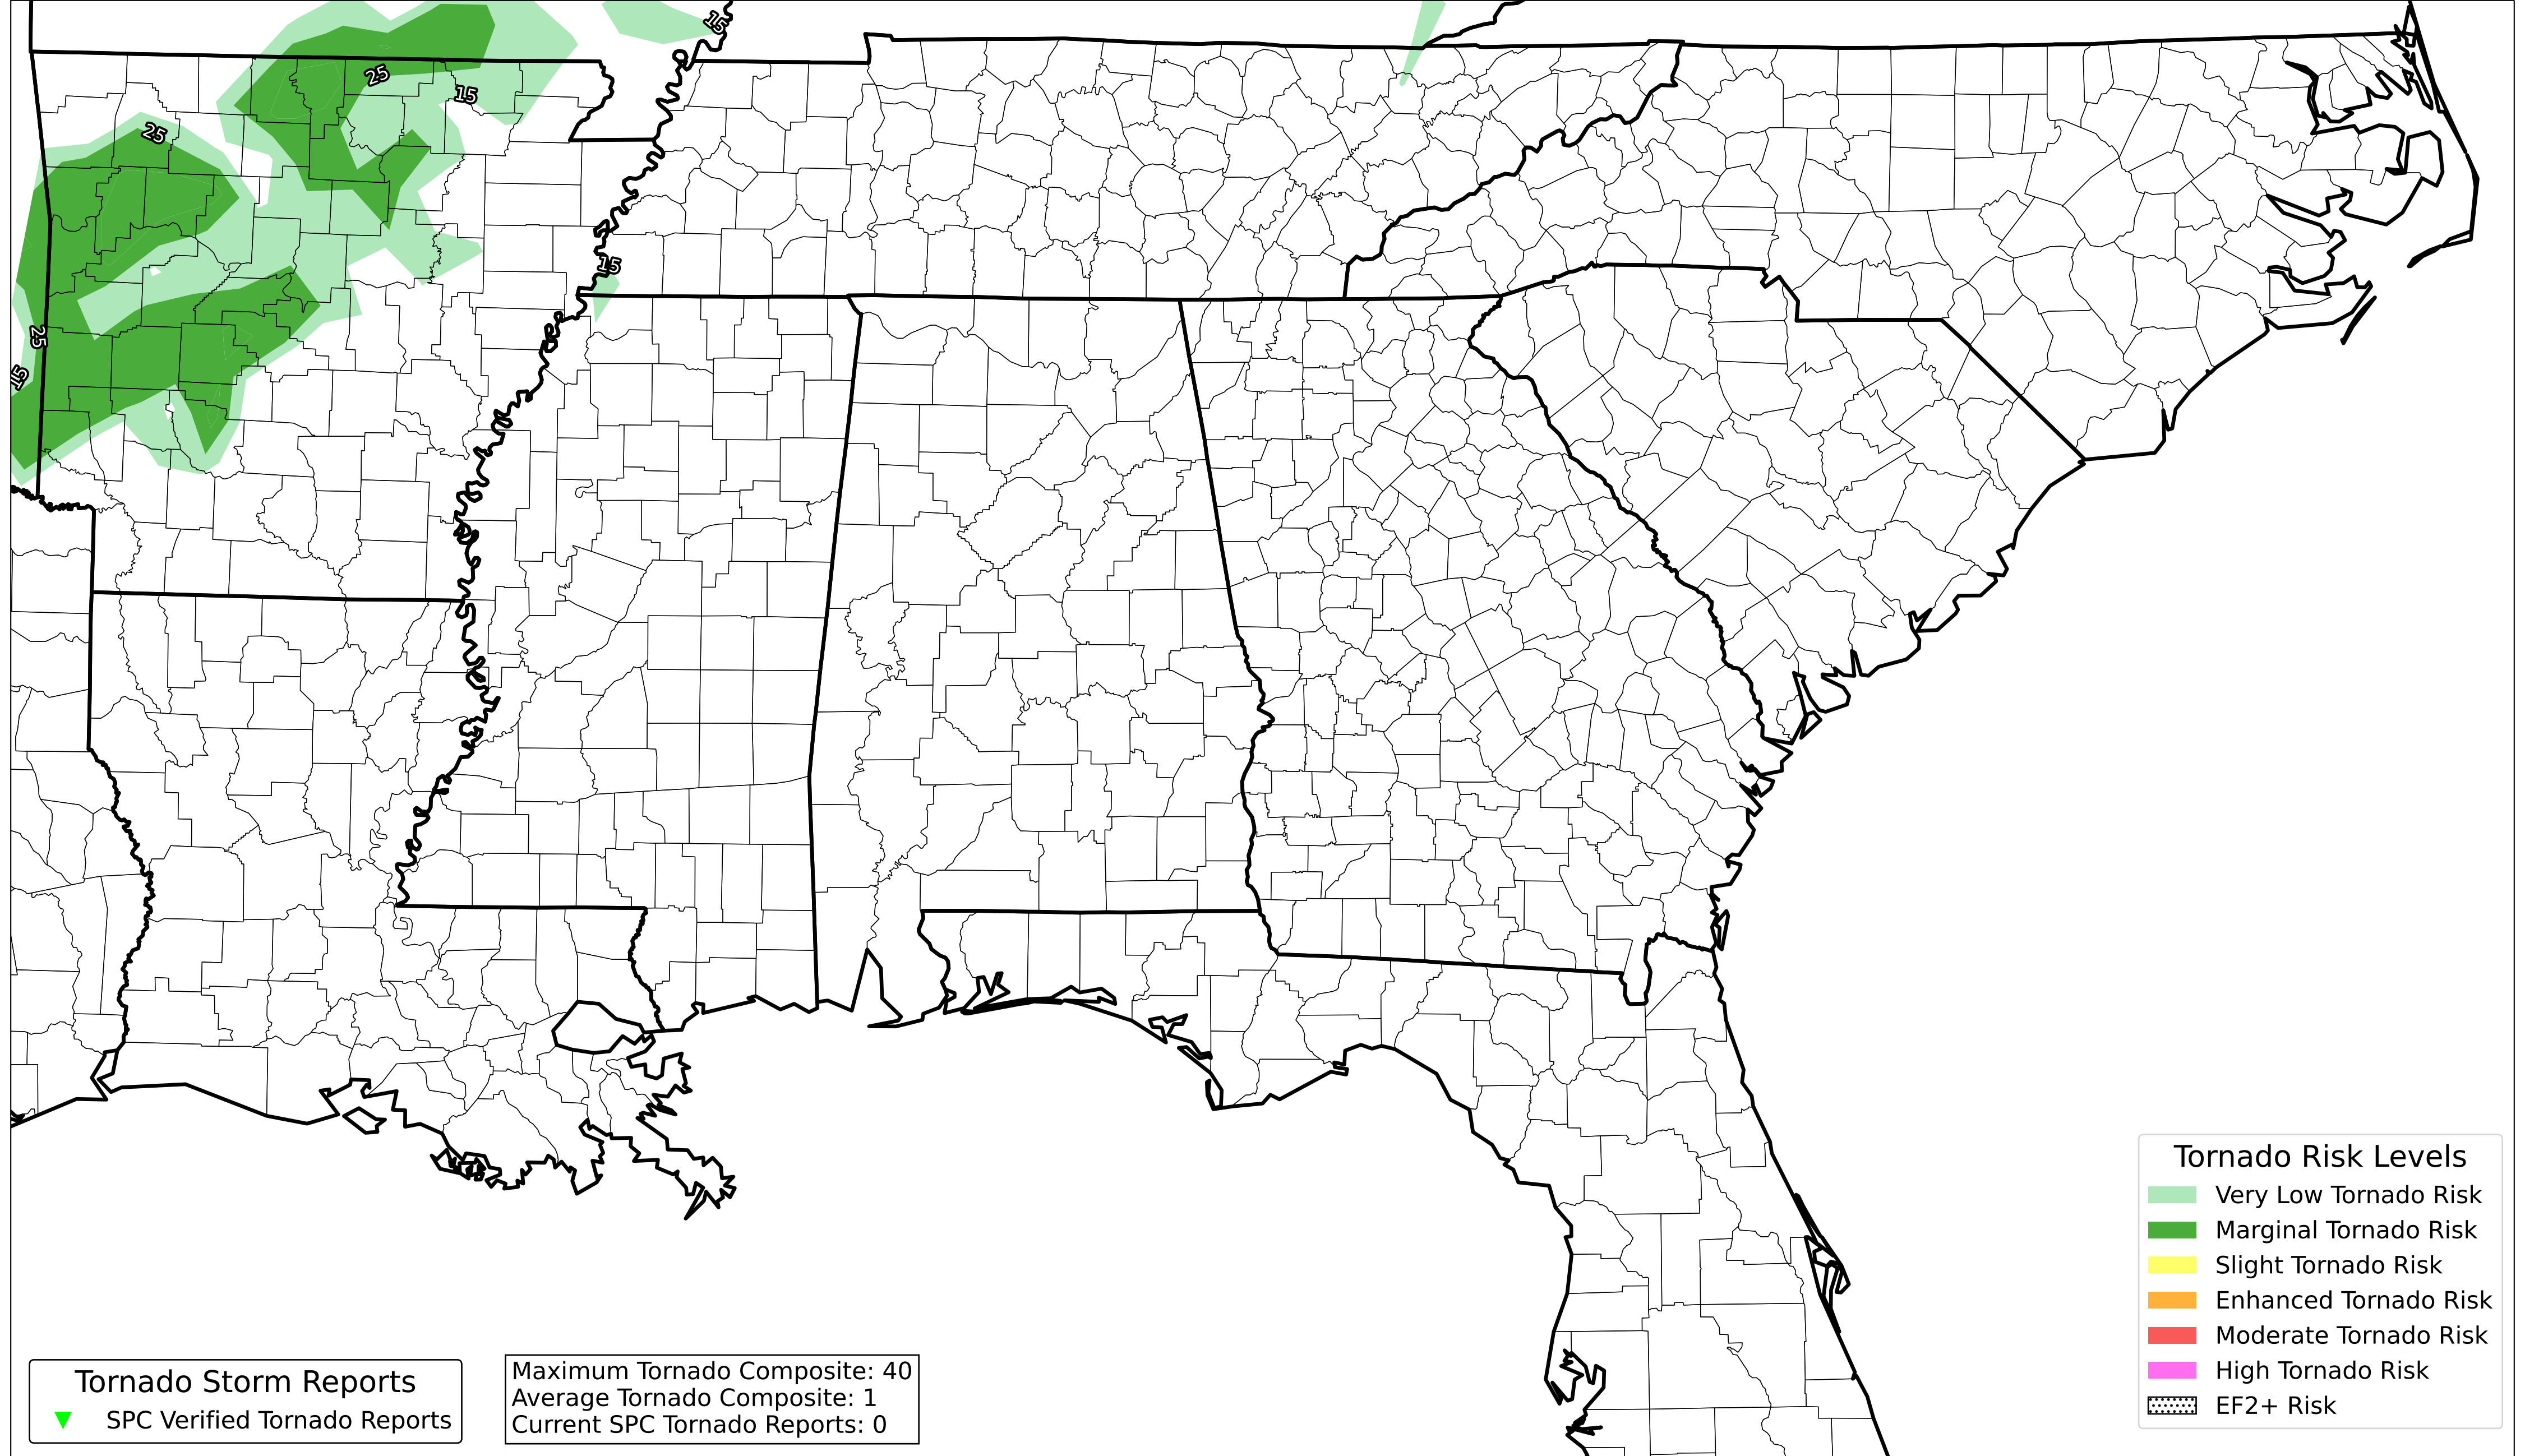 15
25
15
25
15
25
15
Tornado Risk Levels
Very Low Tornado Risk
Marginal Tornado Risk
Slight Tornado Risk
Enhanced Tornado Risk
Moderate Tornado Risk
High Tornado Risk
EF2+ Risk
Tornado Storm Reports
SPC Verified Tornado Reports
Maximum Tornado Composite: 40
Average Tornado Composite: 1
Current SPC Tornado Reports: 0